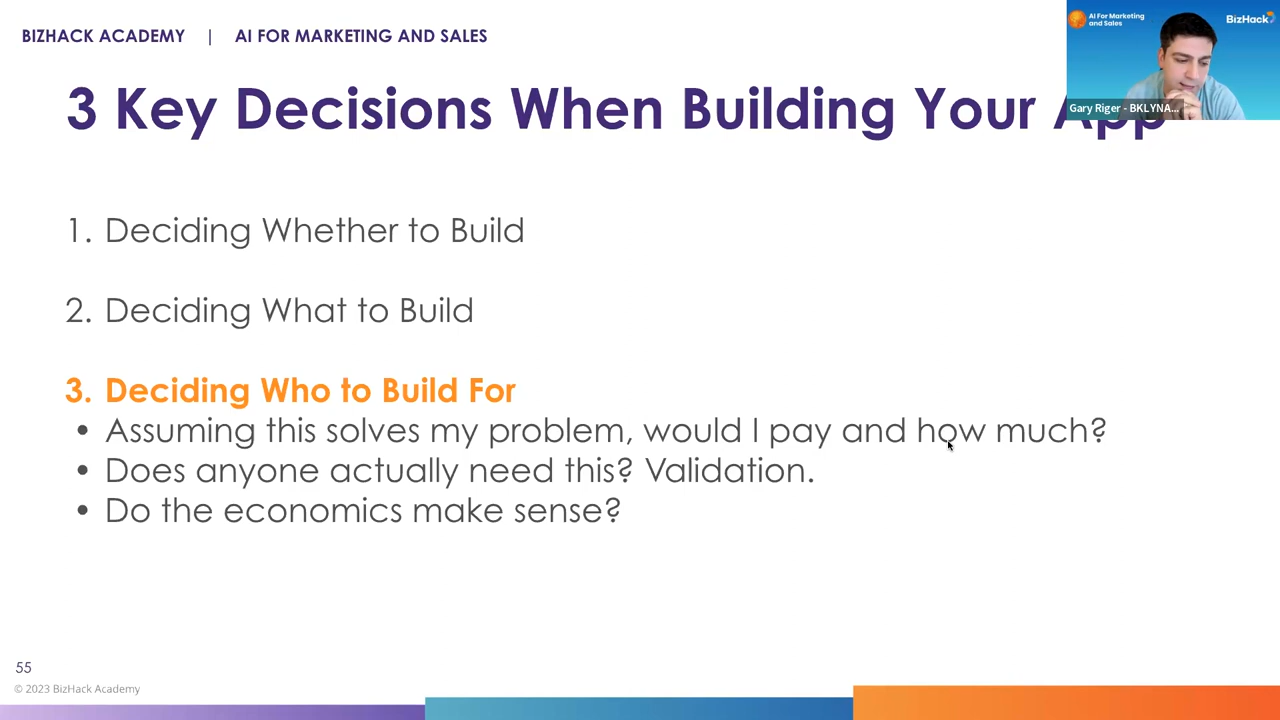 BIZHACK ACADEMY | AI FOR MARKETING AND SALES
AI For Marketing
and Sales
BizHack
Gary Riger - BKLYNA...
3 Key Decisions When Building Your App
1. Deciding Whether to Build
2. Deciding What to Build
3. Deciding Who to Build For
• Assuming this solves my problem, would I pay and how much?
• Does anyone actually need this? Validation.
• Do the economics make sense?
55
© 2023 BizHack Academy